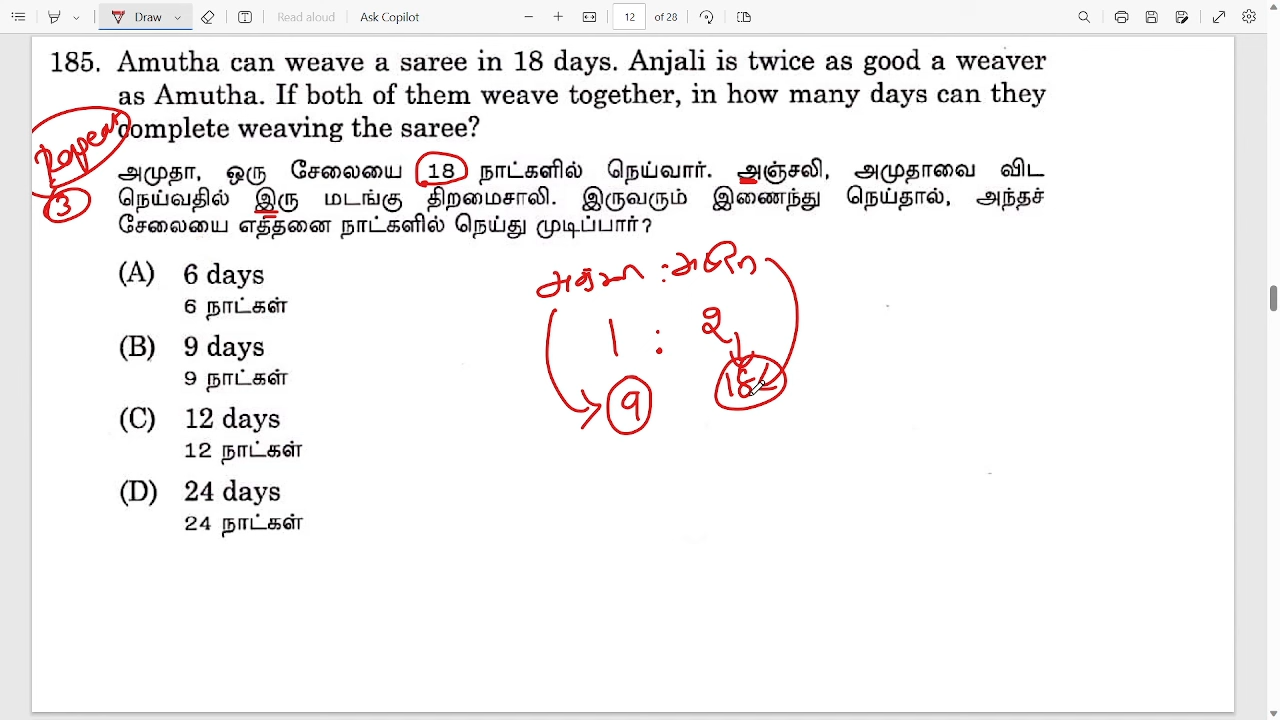 Draw
Read aloud
Ask Copilot
12
of 28
185. Amutha can weave a saree in 18 days. Anjali is twice as good a weaver
as Amutha. If both of them weave together, in how many days can they
complete weaving the saree?
Repeat
3
அமுதா, ஒரு சேலையை 18 நாட்களில் நெய்வார். அஞ்சலி, அமுதாவை விட
நெய்வதில் இரு மடங்கு திறமைசாலி. இருவரும் இணைந்து நெய்தால், அந்தச்
சேலையை எத்தனை நாட்களில் நெய்து முடிப்பார்?
(A) 6 days
6 நாட்கள்
(B) 9 days
9 நாட்கள்
(C) 12 days
12 நாட்கள்
(D) 24 days
24 நாட்கள்
1 : 2
9